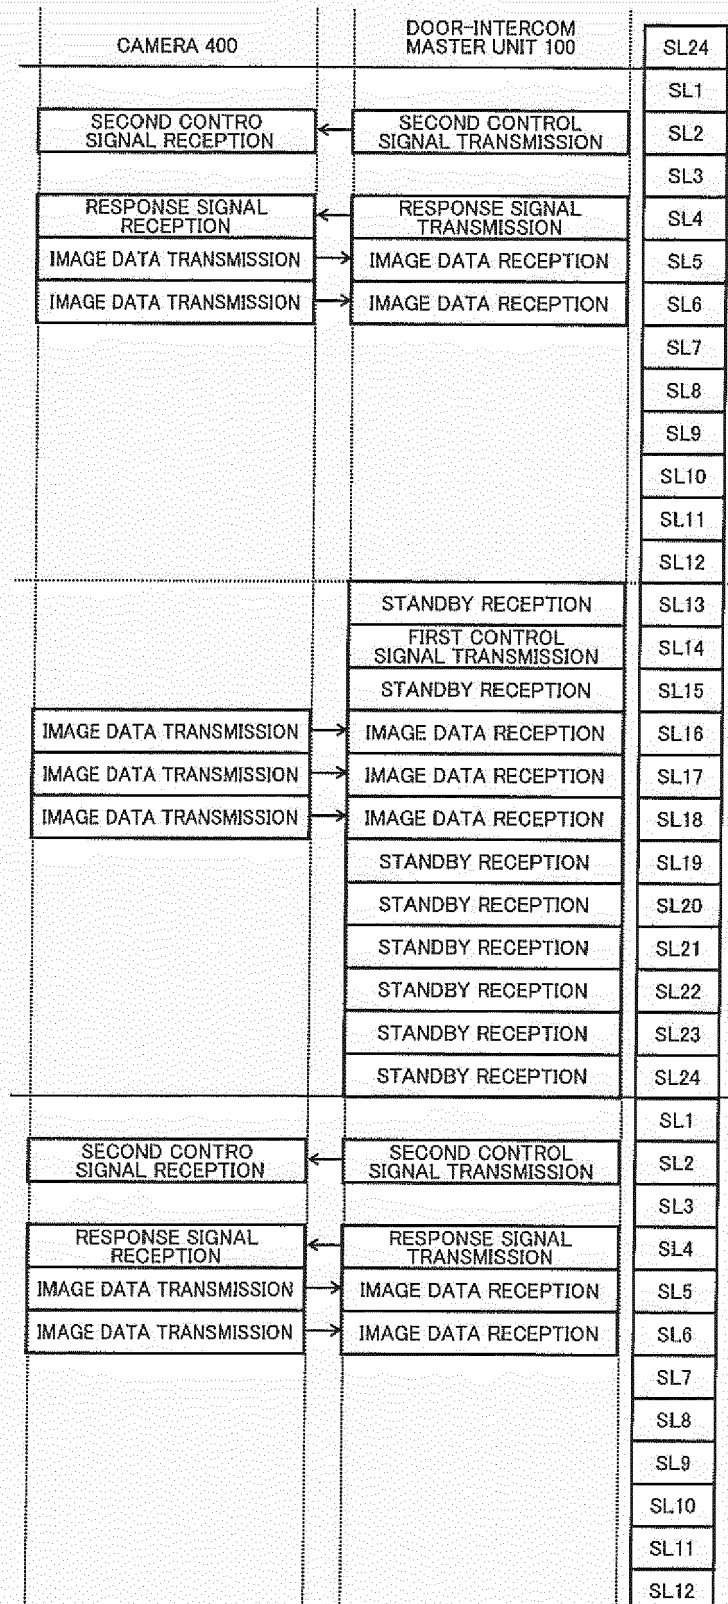 CAMERA 400
DOOR-INTERCOM
MASTER UNIT 100
SL24
SL1
SECOND CONTRO
SIGNAL RECEPTION
SECOND CONTROL
SIGNAL TRANSMISSION
SL2
SL3
RESPONSE SIGNAL
RECEPTION
RESPONSE SIGNAL
TRANSMISSION
SL4
IMAGE DATA TRANSMISSION
IMAGE DATA RECEPTION
SL5
IMAGE DATA TRANSMISSION
IMAGE DATA RECEPTION
SL6
SL7
SL8
SL9
SL10
SL11
SL12
STANDBY RECEPTION
SL13
FIRST CONTROL
SIGNAL TRANSMISSION
SL14
STANDBY RECEPTION
SL15
IMAGE DATA TRANSMISSION
IMAGE DATA RECEPTION
SL16
IMAGE DATA TRANSMISSION
IMAGE DATA RECEPTION
SL17
IMAGE DATA TRANSMISSION
IMAGE DATA RECEPTION
SL18
STANDBY RECEPTION
SL19
STANDBY RECEPTION
SL20
STANDBY RECEPTION
SL21
STANDBY RECEPTION
SL22
STANDBY RECEPTION
SL23
STANDBY RECEPTION
SL24
SL1
SECOND CONTRO
SIGNAL RECEPTION
SECOND CONTROL
SIGNAL TRANSMISSION
SL2
SL3
RESPONSE SIGNAL
RECEPTION
RESPONSE SIGNAL
TRANSMISSION
SL4
IMAGE DATA TRANSMISSION
IMAGE DATA RECEPTION
SL5
IMAGE DATA TRANSMISSION
IMAGE DATA RECEPTION
SL6
SL7
SL8
SL9
SL10
SL11
SL12